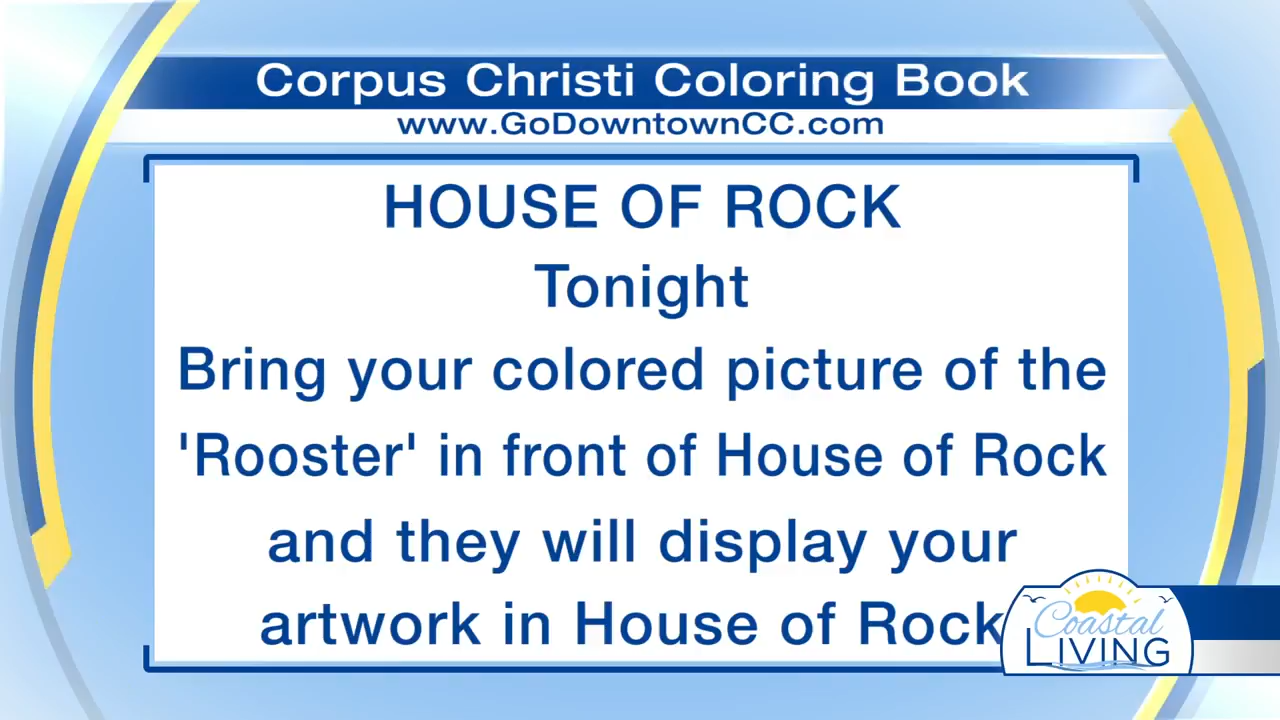 Corpus Christi Coloring Book
www.GoDowntownCC.com
HOUSE OF ROCK
Tonight
Bring your colored picture of the
'Rooster' in front of House of Rock
and they will display your
artwork in House of Rock
Coastal
LIVING